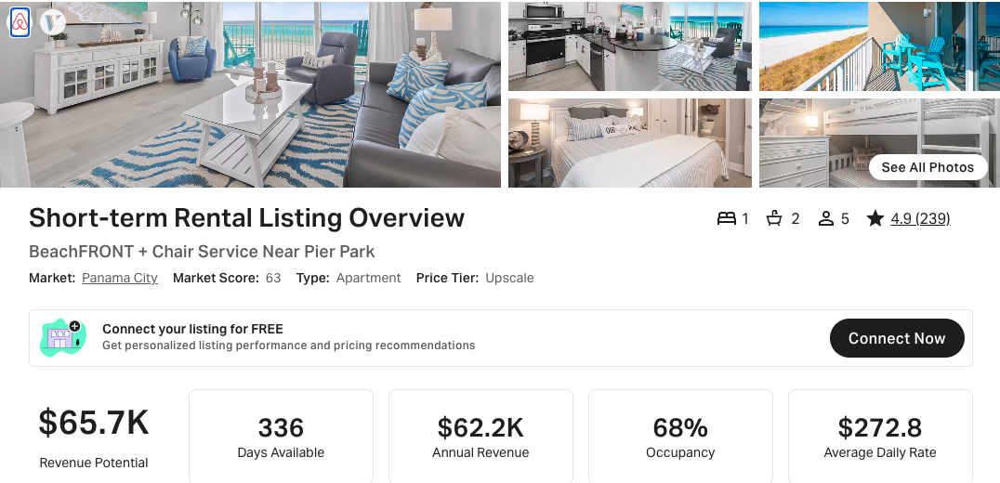 See All Photos
Short-term Rental Listing Overview
1 2 5 4.9 (239)
BeachFRONT + Chair Service Near Pier Park
Market: Panama City Market Score: 63 Type: Apartment Price Tier: Upscale
Connect your listing for FREE
Get personalized listing performance and pricing recommendations
Connect Now
$65.7K
Revenue Potential
336
Days Available
$62.2K
Annual Revenue
68%
Occupancy
$272.8
Average Daily Rate